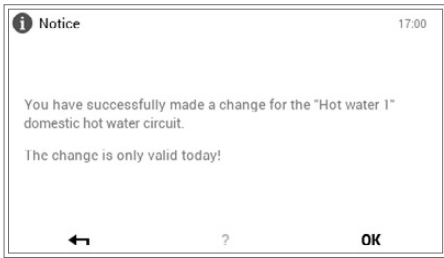 Notice 17:00
You have successfully made a change for the "Hot water 1"
domestic hot water circuit.
The change is only valid today!
? OK